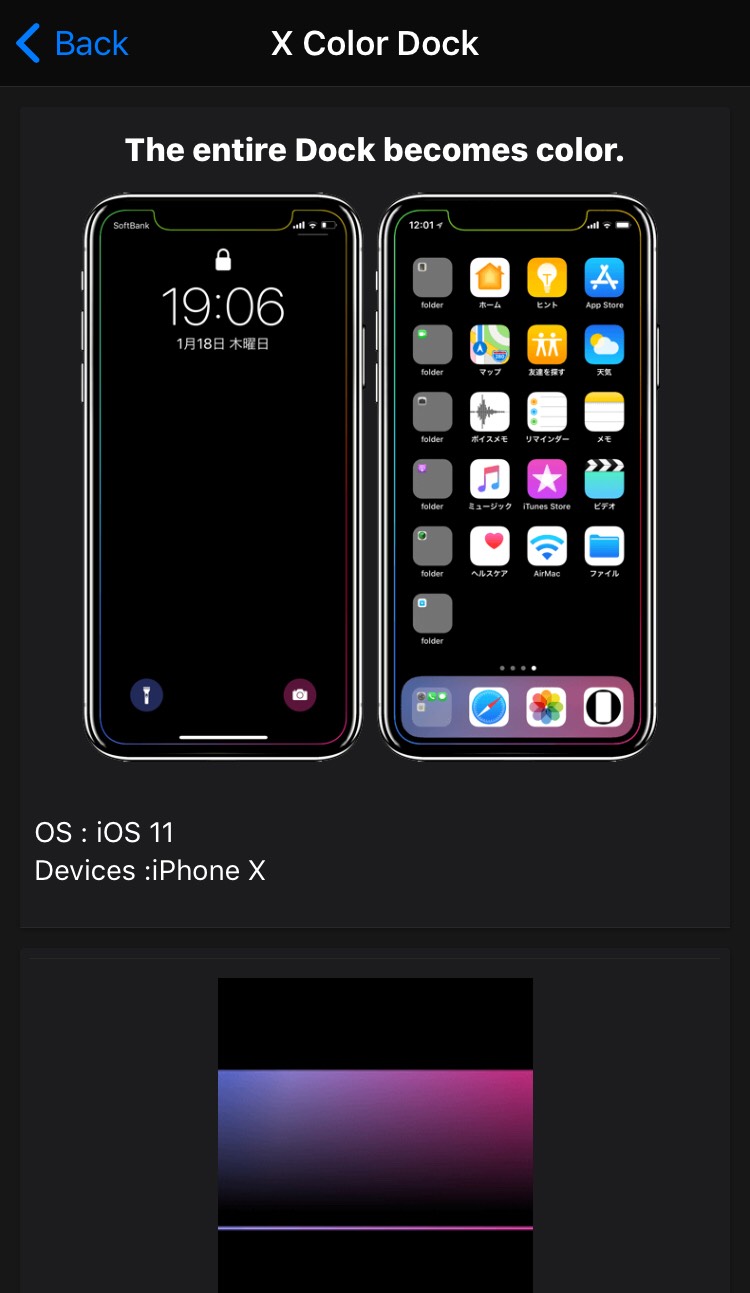 Back
X Color Dock
The entire Dock becomes color.
SoftBank
19:06
1月18日 木曜日
12:01
folder ホーム ヒント App Store
folder マップ 友達を探す 天気
folder ボイスメモ リマインダー メモ
folder ミュージック iTunes Store ビデオ
folder ヘルスケア AirMac ファイル
folder
OS : iOS 11
Devices :iPhone X